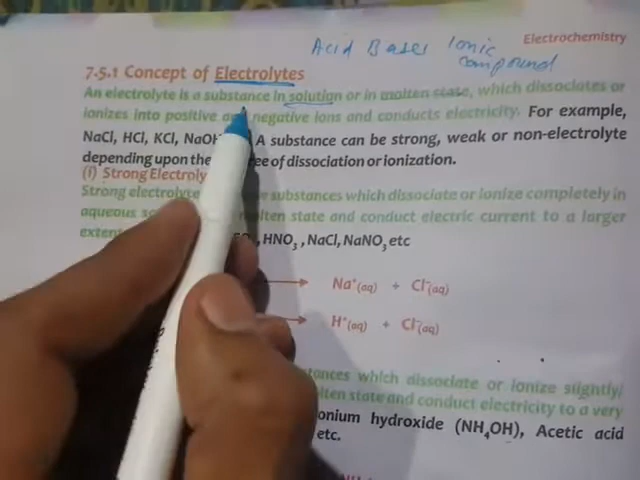 Electrochemistry
Acid Bases Ionic
compound
7.5.1 Concept of Electrolytes
An electrolyte is a substance in solution or in molten state, which dissociates or
ionizes into positive and negative ions and conducts electricity. For example,
NaCl, HCl, KCl, NaOH A substance can be strong, weak or non-electrolyte
depending upon the of dissociation or ionization.
(i) Strong
Strong substances which dissociate or ionize completely in
aqueous molten state and conduct electric current to a larger
extent , HNO₃, NaCl, NaNO₃ etc
Na⁺(aq) + Cl⁻(aq)
H⁺(aq) + Cl⁻(aq)
which dissociate or ionize slightly
state and conduct electricity to a very
hydroxide (NH₄OH), Acetic acid
etc.